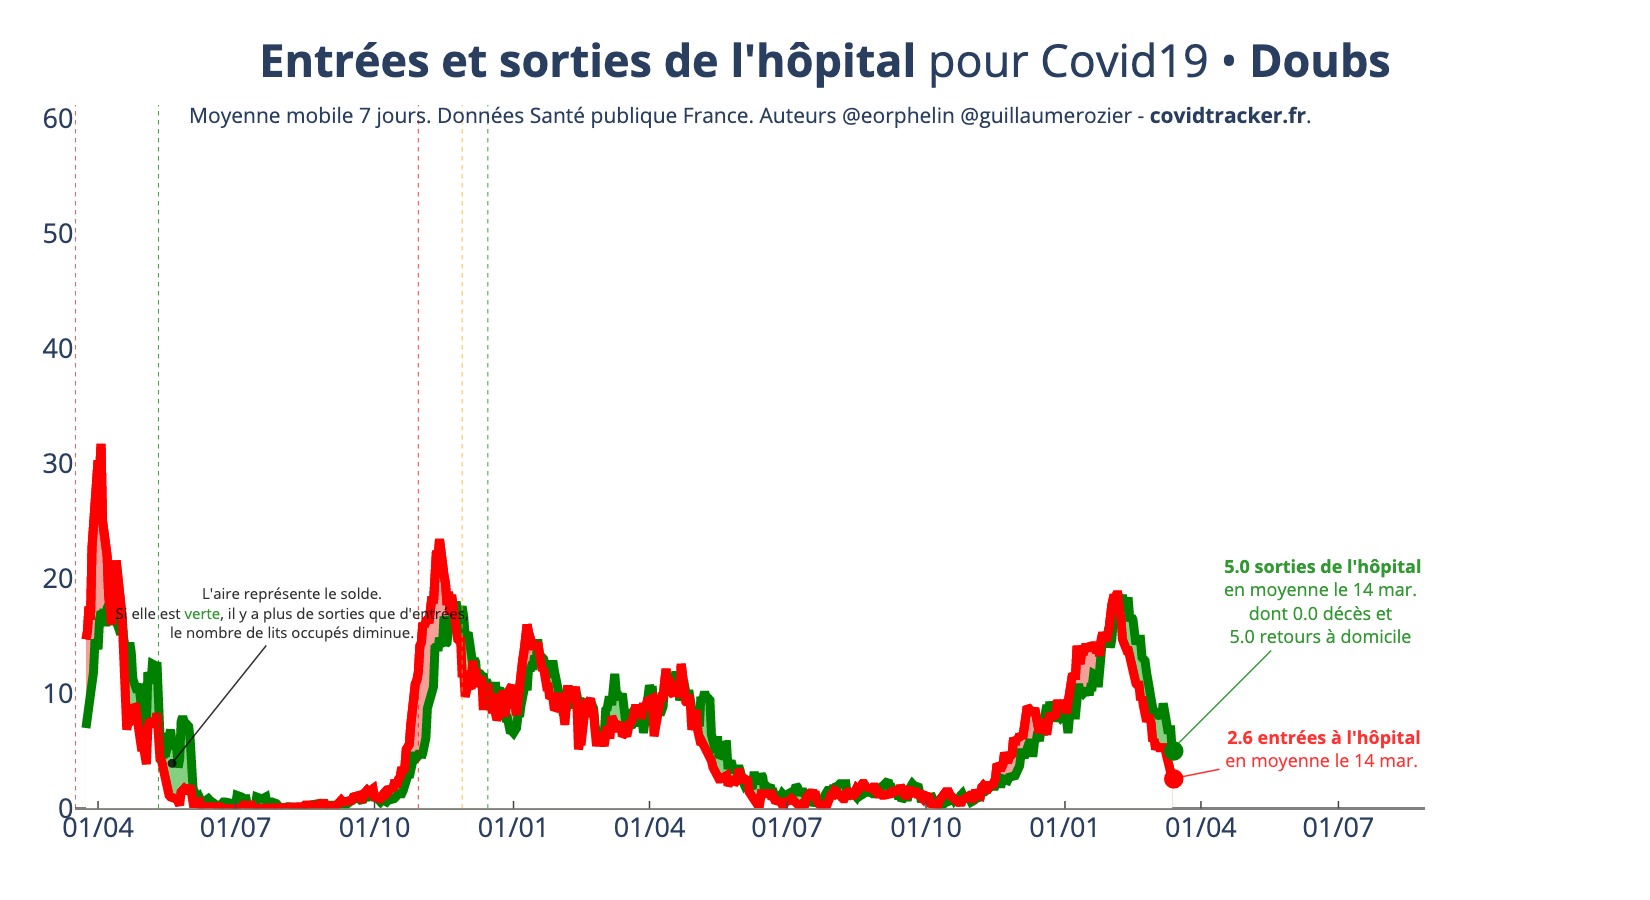 Entrées et sorties de l'hôpital pour Covid19 • Doubs
Moyenne mobile 7 jours. Données Santé publique France. Auteurs @eorphelin @guillaumerozier - covidtracker.fr.
60
50
40
30
20
10
0
L'aire représente le solde.
Si elle est verte, il y a plus de sorties que d'entrées,
le nombre de lits occupés diminue.
5.0 sorties de l'hôpital
en moyenne le 14 mar.
dont 0.0 décès et
5.0 retours à domicile
2.6 entrées à l'hôpital
en moyenne le 14 mar.
01/04 01/07 01/10 01/01 01/04 01/07 01/10 01/01 01/04 01/07